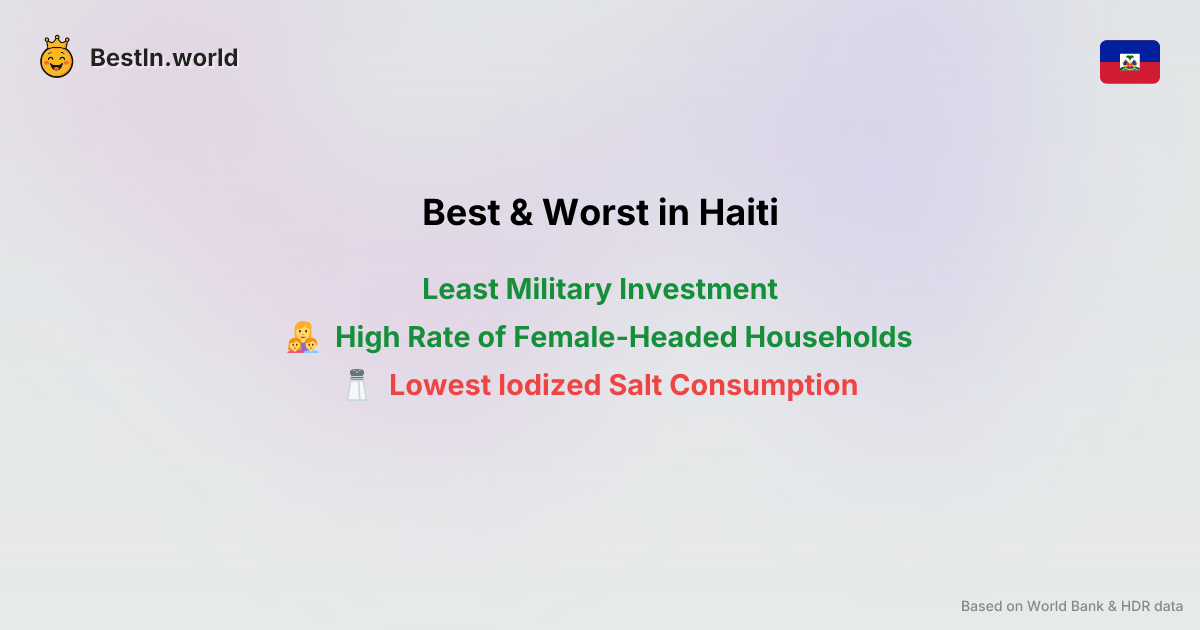 BestIn.world
Best & Worst in Haiti
Least Military Investment
High Rate of Female-Headed Households
Lowest Iodized Salt Consumption
Based on World Bank & HDR data